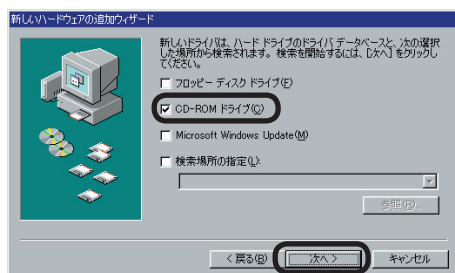 新しいハードウェアの追加ウィザード
新しいドライバは、ハード ドライブのドライバ データベースと、次の選択
した場所から検索されます。検索を開始するには、[次へ] をクリックし
てください。
フロッピー ディスク ドライブ(F)
CD-ROM ドライブ(C)
Microsoft Windows Update(M)
検索場所の指定(L):
参照(R)...
< 戻る(B)
次へ >
キャンセル